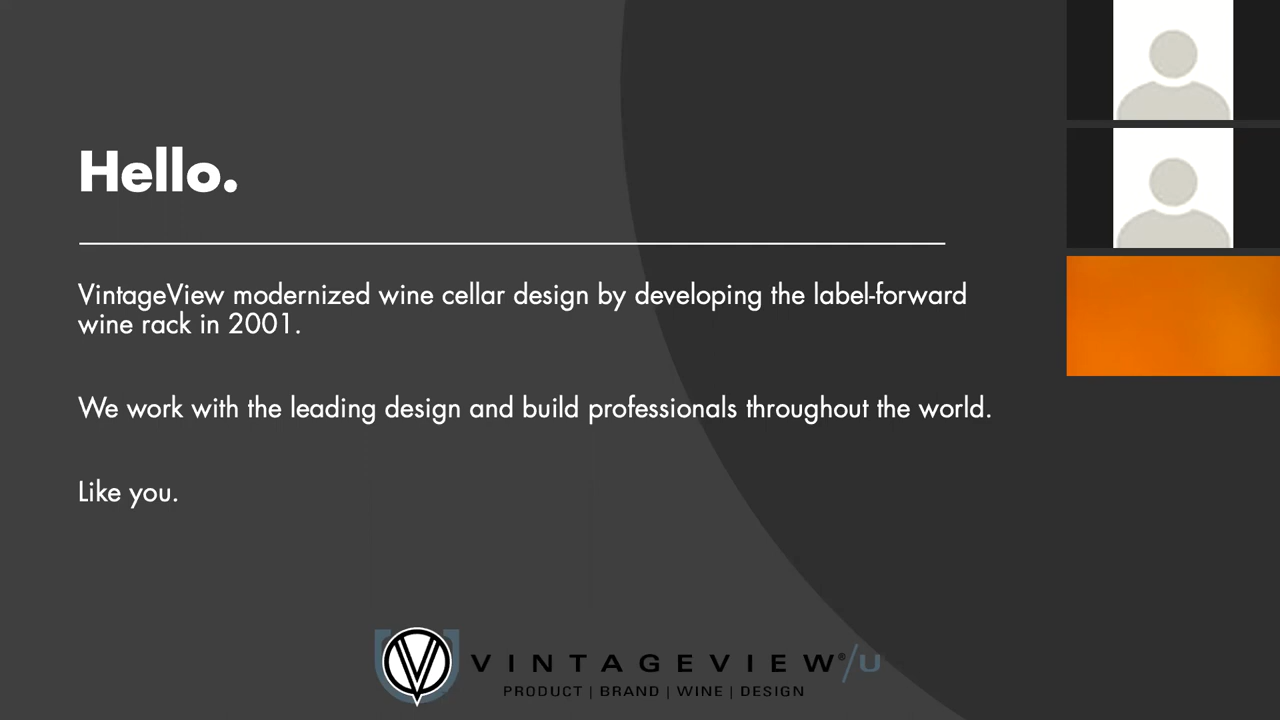 Hello.
VintageView modernized wine cellar design by developing the label-forward
wine rack in 2001.
We work with the leading design and build professionals throughout the world.
Like you.
VINTAGEVIEW®/U
PRODUCT | BRAND | WINE | DESIGN